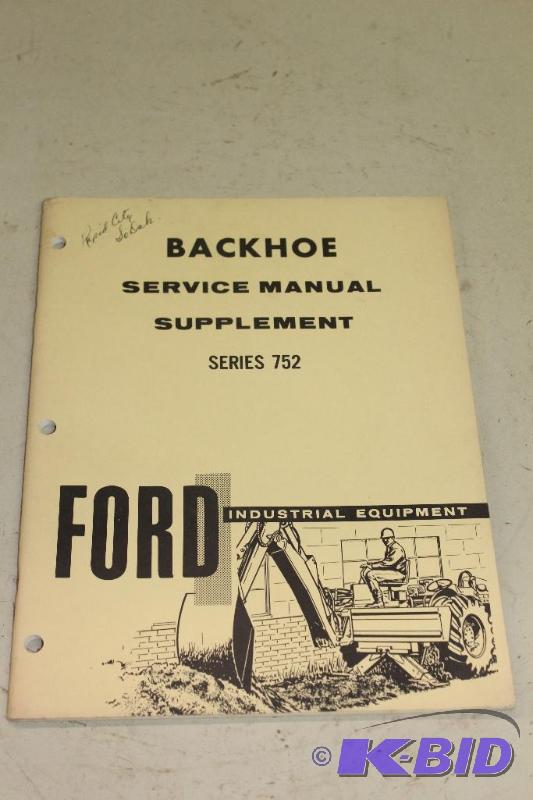 Rapid City
So Dak.
BACKHOE
SERVICE MANUAL
SUPPLEMENT
SERIES 752
FORD
INDUSTRIAL EQUIPMENT
© K-BID